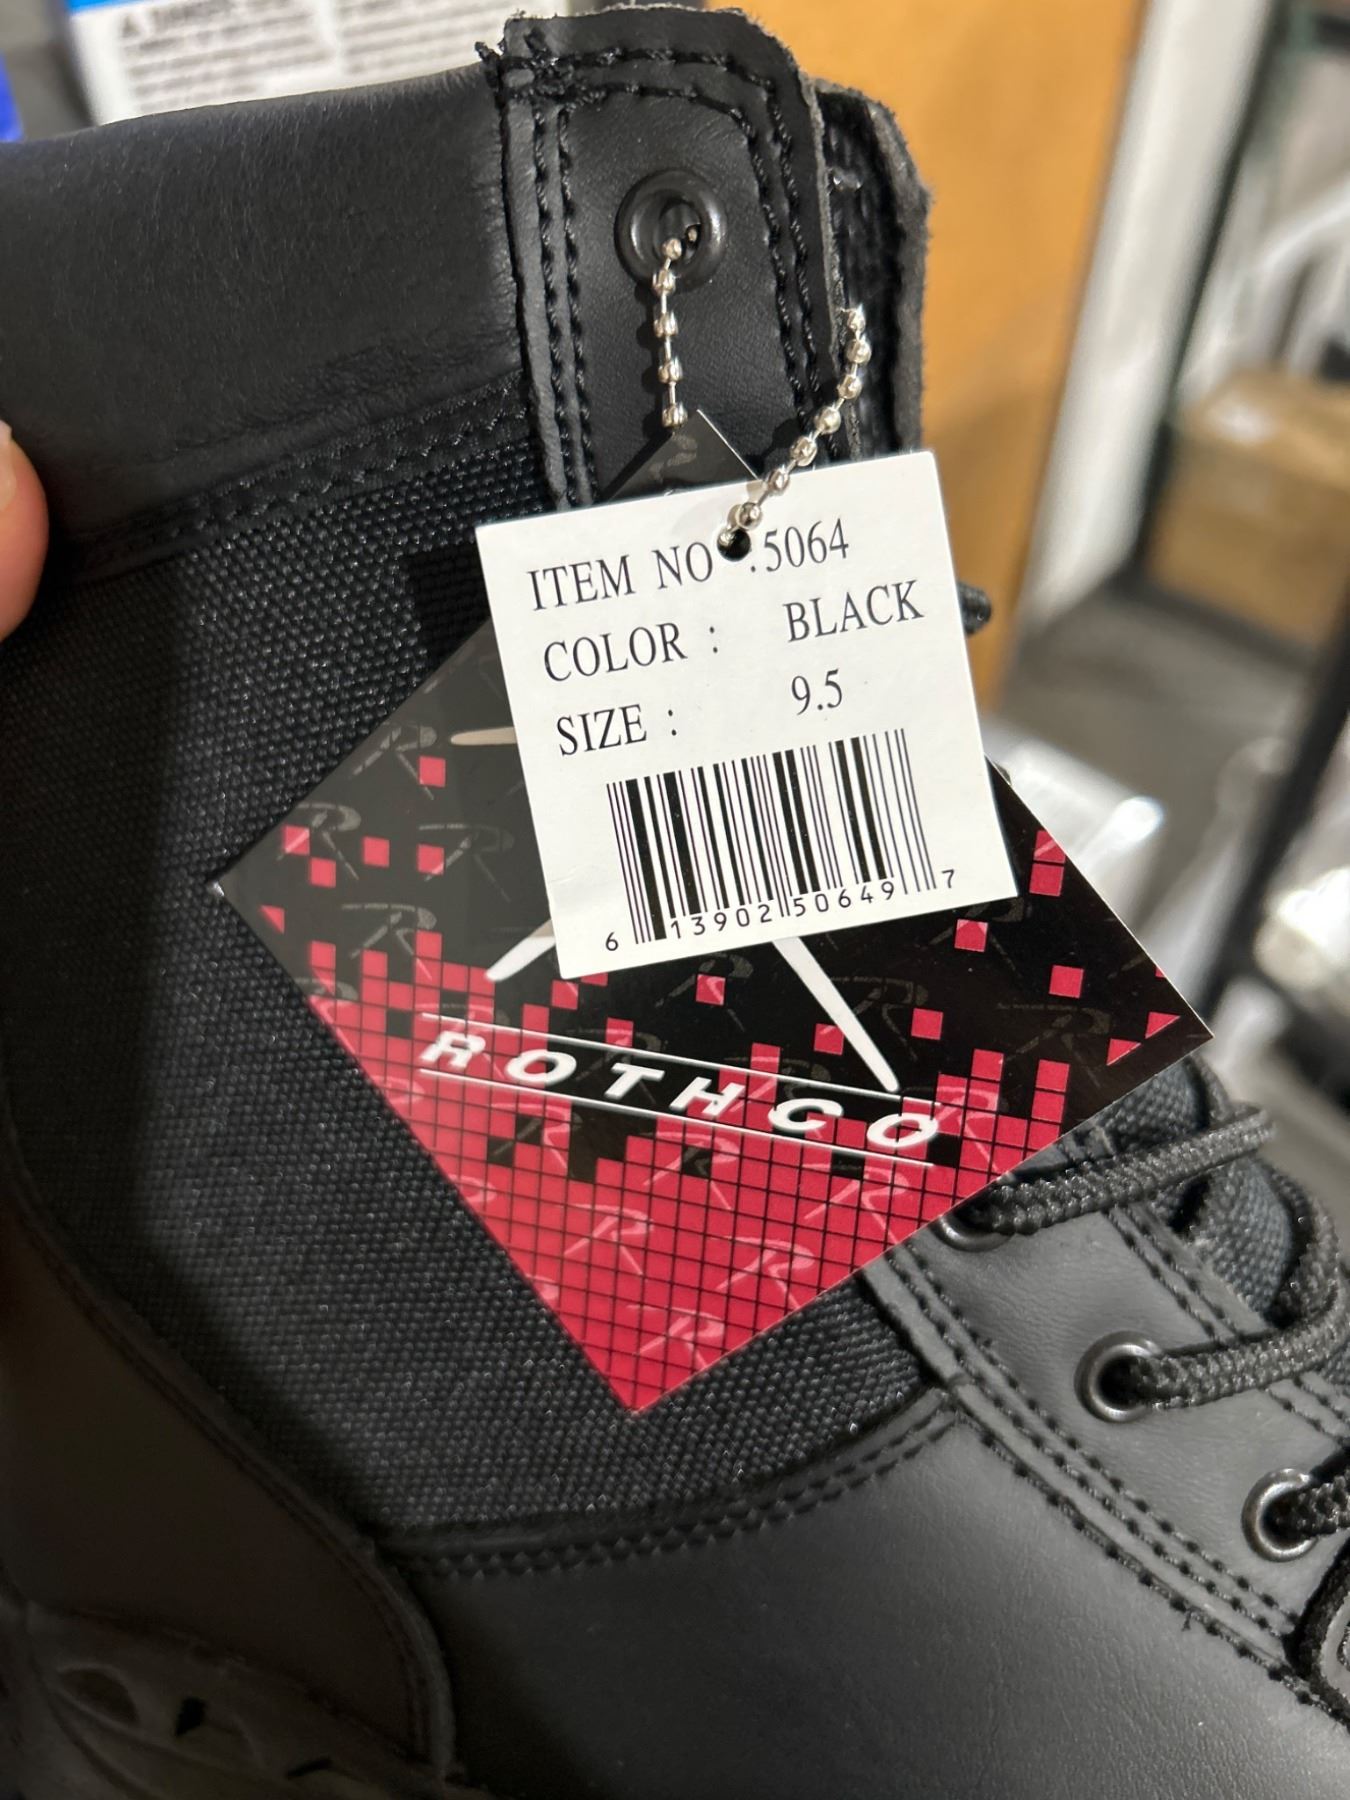 ITEM NO :5064
COLOR : BLACK
SIZE : 9.5
6 13902 50649 7
ROTHCO